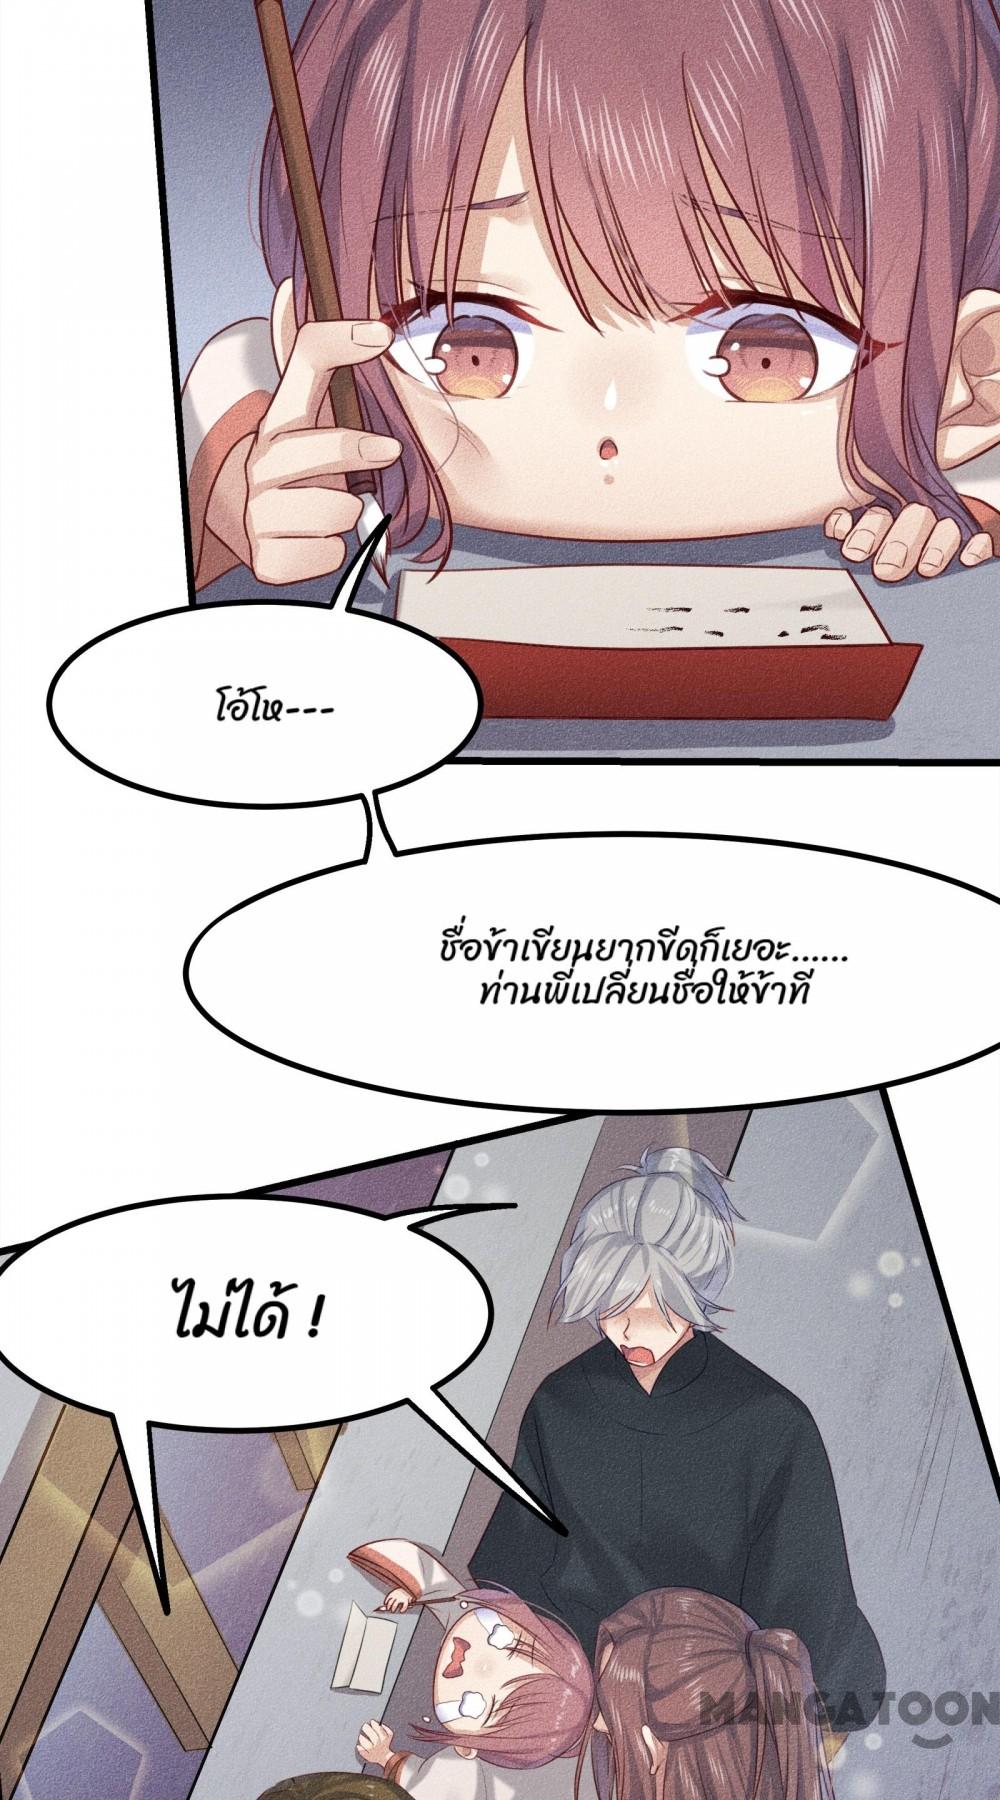 โอ้โห---
ชื่อข้าเขียนยากขีดก็เยอะ......
ท่านพี่เปลี่ยนชื่อให้ข้าที
ไม่ได้ !
MANGATOON